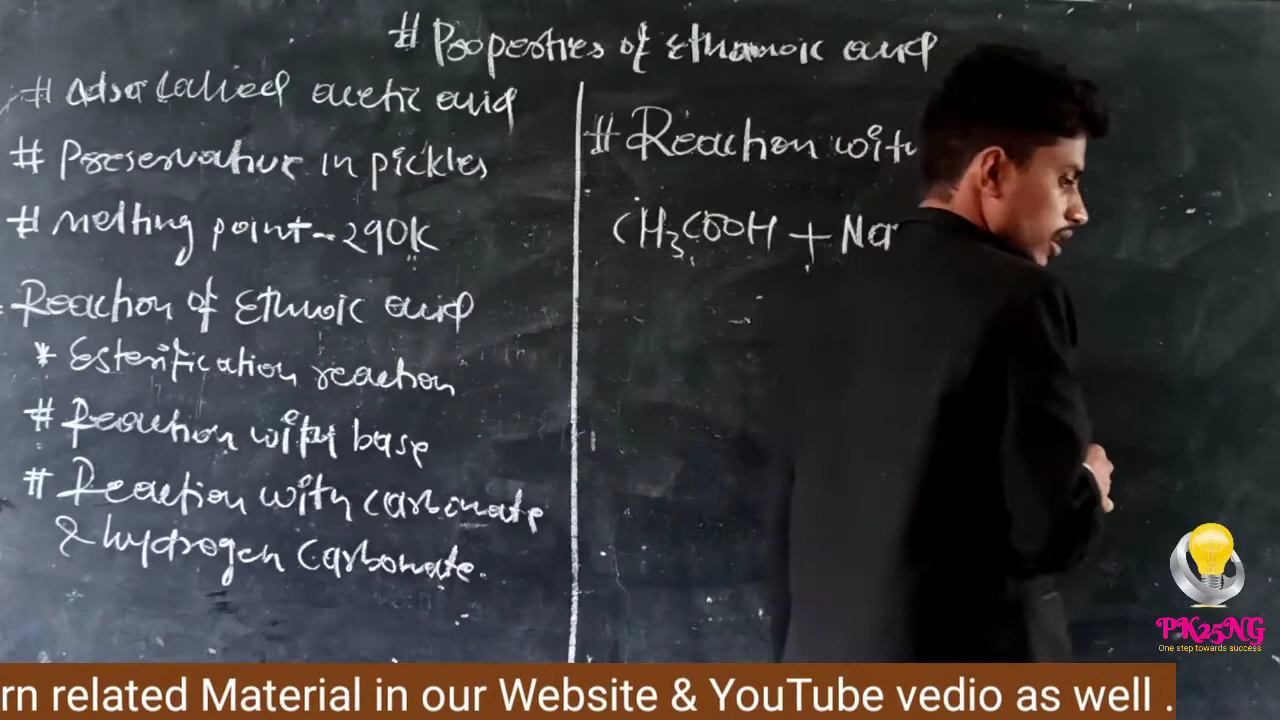 # Properties of Ethanoic acid
# Also Called acetic acid
# Preservative in pickles
# Melting point - 290K
Reaction of Ethnoic acid
* Esterification reaction
# Reaction with base
# Reaction with carbonate
& hydrogen Carbonate.
# Reaction with
CH3COOH + Na
PK25NG
One step towards success
rn related Material in our Website & YouTube vedio as well .